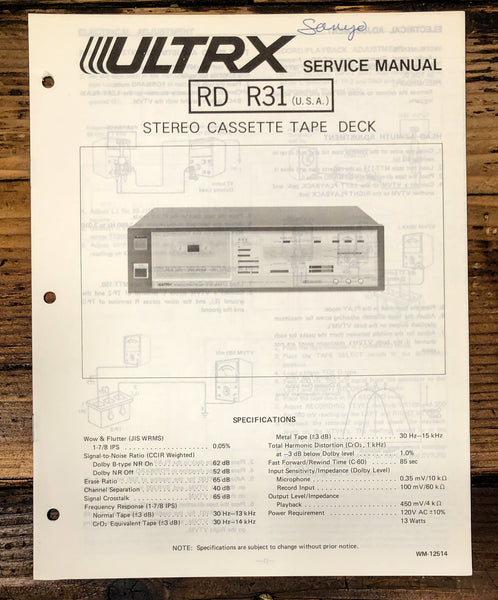 Sanyo
ULTRX SERVICE MANUAL
RD R31 (U.S.A.)
STEREO CASSETTE TAPE DECK
ULTRX
SPECIFICATIONS
Wow & Flutter (JIS WRMS)
1-7/8 IPS . . . . . . . . . . . . . . . . . . . . 0.05%
Signal-to-Noise Ratio (CCIR Weighted)
Dolby B-type NR On . . . . . . . . . . . . . . 62 dB
Dolby NR Off . . . . . . . . . . . . . . . . . . 52 dB
Erase Ratio . . . . . . . . . . . . . . . . . . . . 65 dB
Channel Separation . . . . . . . . . . . . . . . . 40 dB
Signal Crosstalk . . . . . . . . . . . . . . . . . 65 dB
Frequency Response (1-7/8 IPS)
Normal Tape (±3 dB) . . . . . . . . 30 Hz–13 kHz
CrO₂ Equivalent Tape (±3 dB) . . . . 30 Hz–14 kHz
Metal Tape (±3 dB) . . . . . . . . . 30 Hz–15 kHz
Total Harmonic Distortion (CrO₂, 1 kHz)
at –3 dB below Dolby level . . . . . . . . . 1.0%
Fast Forward/Rewind Time (C-60) . . . . . . . 85 sec
Input Sensitivity/Impedance (Dolby Level)
Microphone . . . . . . . . . . . . . 0.35 mV/10 kΩ
Record Input . . . . . . . . . . . . 100 mV/60 kΩ
Output Level/Impedance
Playback . . . . . . . . . . . . . . . 450 mV/4 kΩ
Power Requirement . . . . . . . . . 120V AC ±10%
13 Watts
NOTE: Specifications are subject to change without prior notice.
WM-12514